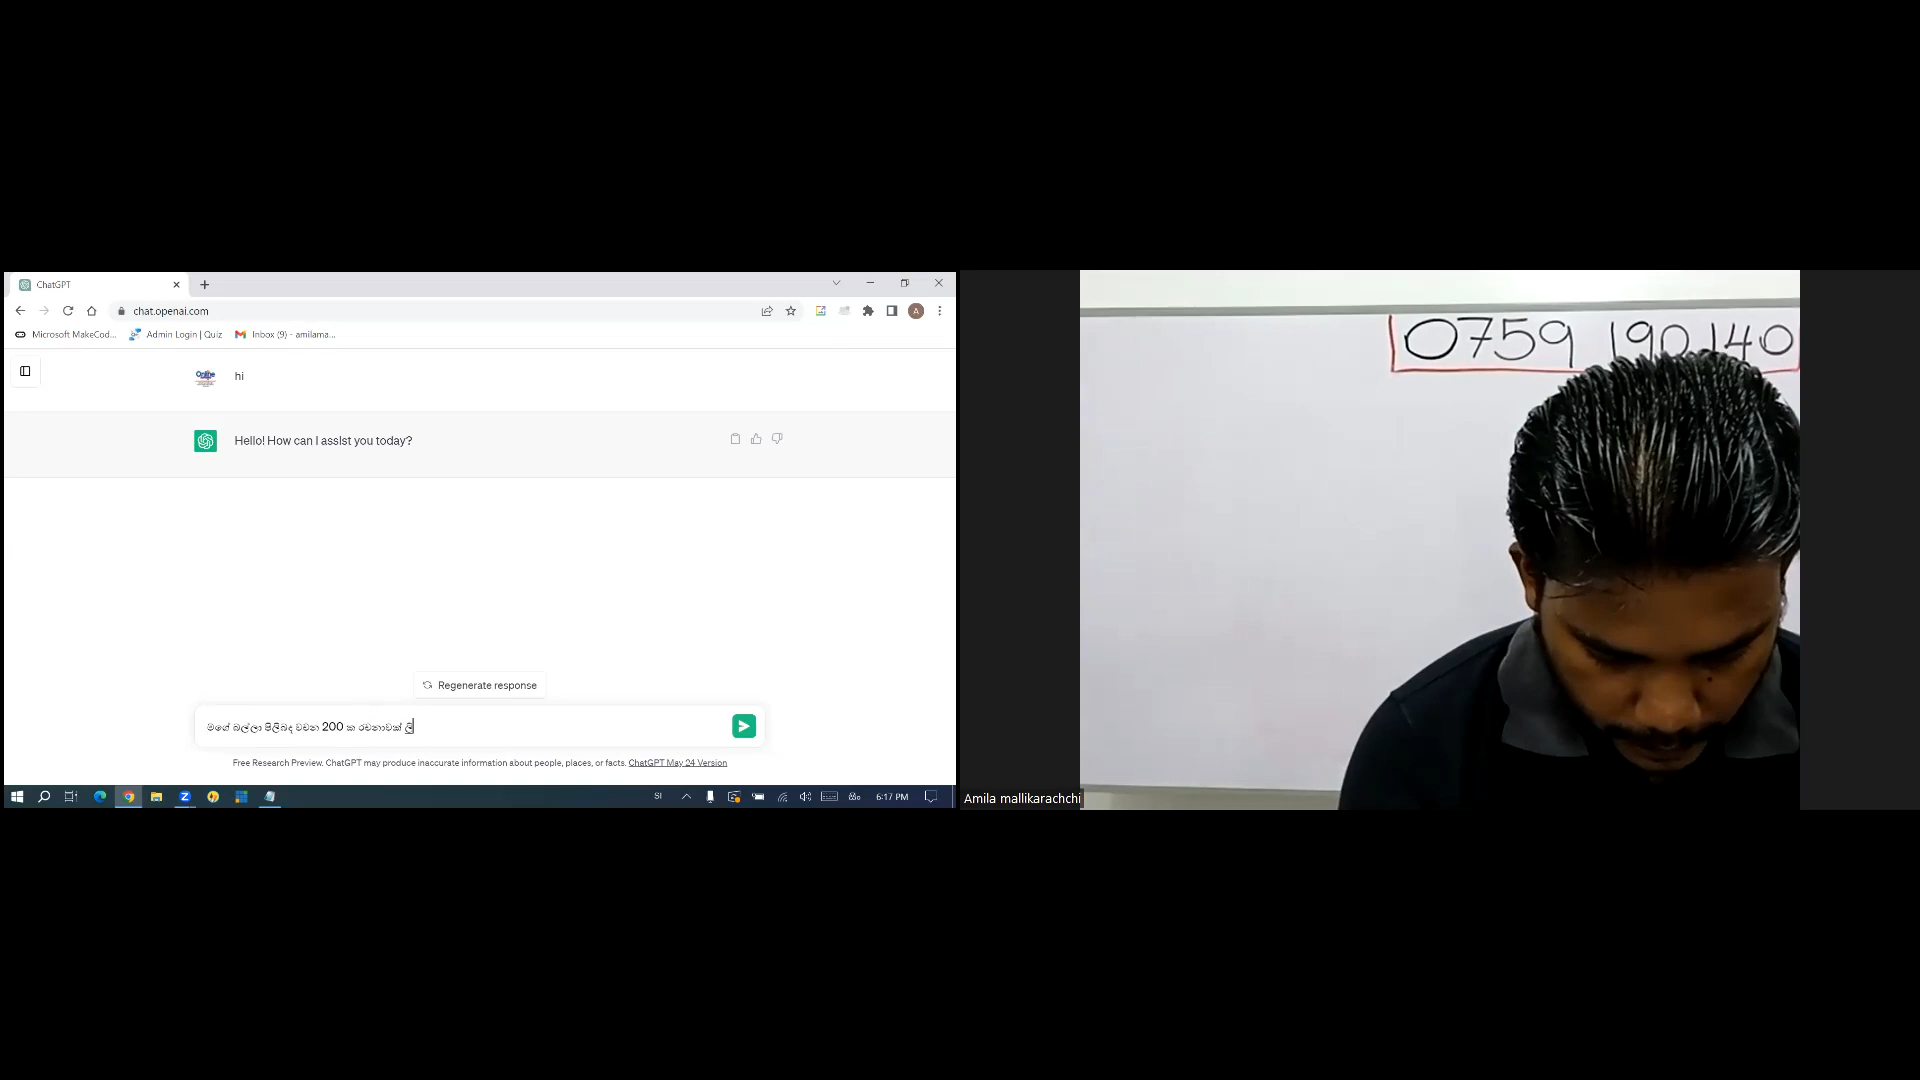 ChatGPT
chat.openai.com
A
Microsoft MakeCod...
Admin Login | Quiz
Inbox (9) - amilama...
hi
Hello! How can I assist you today?
Regenerate response
මගේ බල්ලා පිලිබද වචන 200 ක රචනාවක් ලි
Free Research Preview. ChatGPT may produce inaccurate information about people, places, or facts. ChatGPT May 24 Version
SI
6:17 PM
0759 190140
Amila mallikarachchi